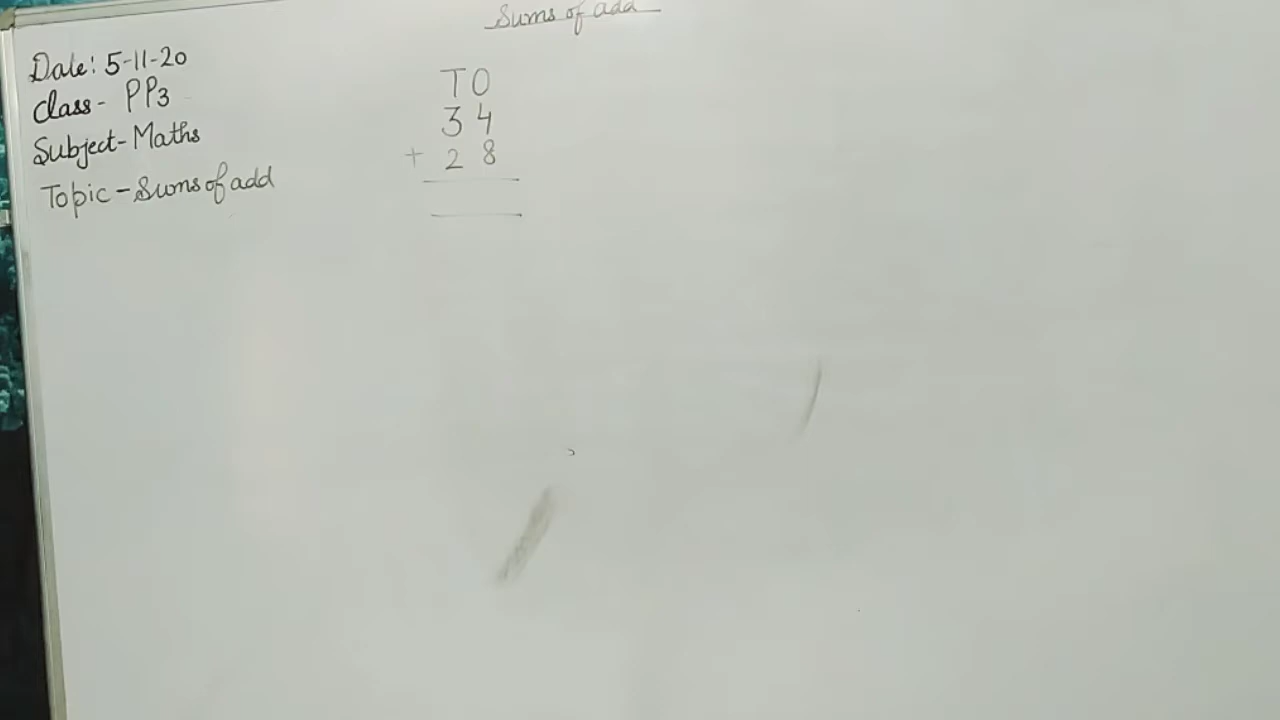 Sums of add
Date: 5-11-20
Class- PP3
Subject- Maths
Topic - Sums of add
T O
3 4
+ 2 8